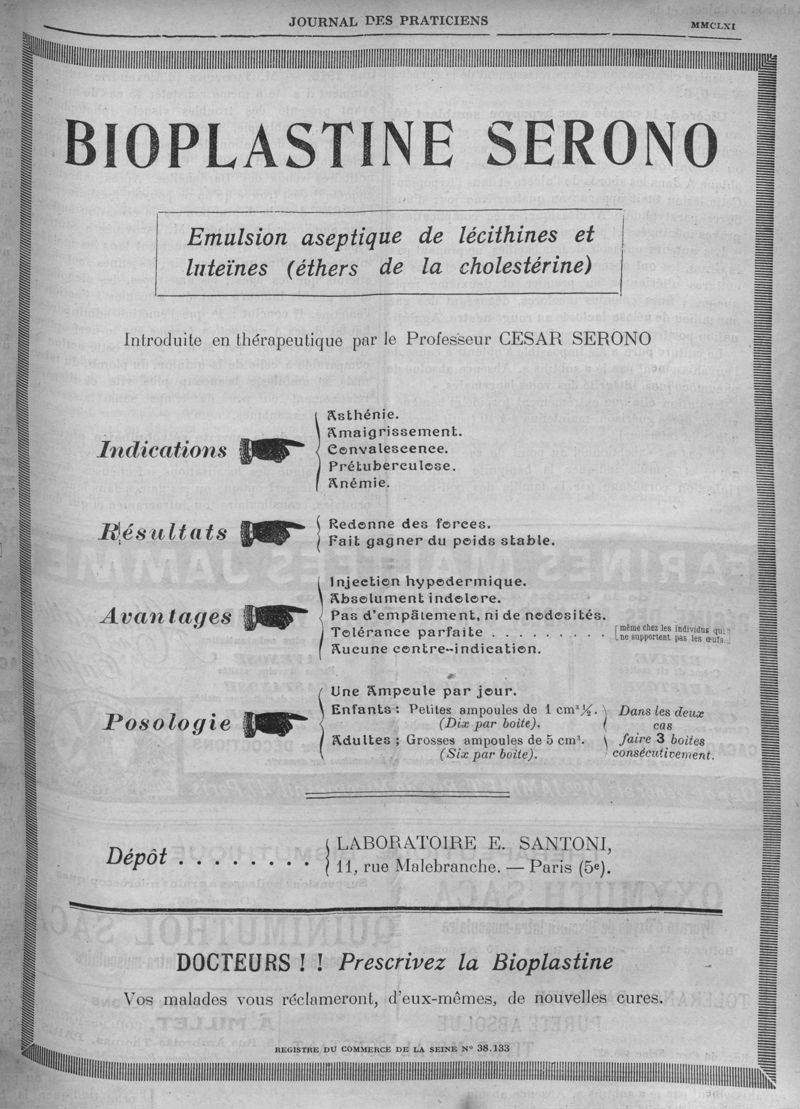 JOURNAL DES PRATICIENS
MMCLXI
BIOPLASTINE SERONO
Emulsion aseptique de lécithines et
luteïnes (éthers de la cholestérine)
Introduite en thérapeutique par le Professeur CESAR SERONO
Indications
Asthénie.
Amaigrissement.
Convalescence.
Prétuberculose.
Anémie.
Résultats
Redonne des forces.
Fait gagner du poids stable.
Avantages
Injection hypodermique.
Absolument indolore.
Pas d'empâtement, ni de nodosités.
Tolérance parfaite . . . . . . . . . même chez les individus qui
ne supportent pas les œufs.
Aucune contre-indication.
Posologie
Une Ampoule par jour.
Enfants : Petites ampoules de 1 cm³ ½.
(Dix par boite).
Adultes ; Grosses ampoules de 5 cm³.
(Six par boîte).
Dans les deux
cas
faire 3 boîtes
consécutivement.
Dépôt . . . . . . . .
LABORATOIRE E. SANTONI,
11, rue Malebranche. — Paris (5e).
DOCTEURS ! ! Prescrivez la Bioplastine
Vos malades vous réclameront, d'eux-mêmes, de nouvelles cures.
REGISTRE DU COMMERCE DE LA SEINE N° 38.133